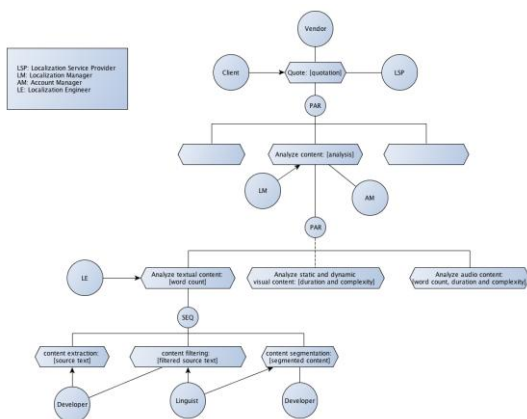 Vendor
Client
Quote: [quotation]
LSP
LSP: Localization Service Provider
LM: Localization Manager
AM: Account Manager
LE: Localization Engineer
PAR
Analyze content: [analysis]
LM
AM
PAR
LE
Analyze textual content:
[word count]
Analyze static and dynamic
visual content: [duration and complexity]
Analyze audio content:
[word count, duration and complexity]
SEQ
content extraction:
[source text]
content filtering:
[filtered source text]
content segmentation:
[segmented content]
Developer
Linguist
Developer